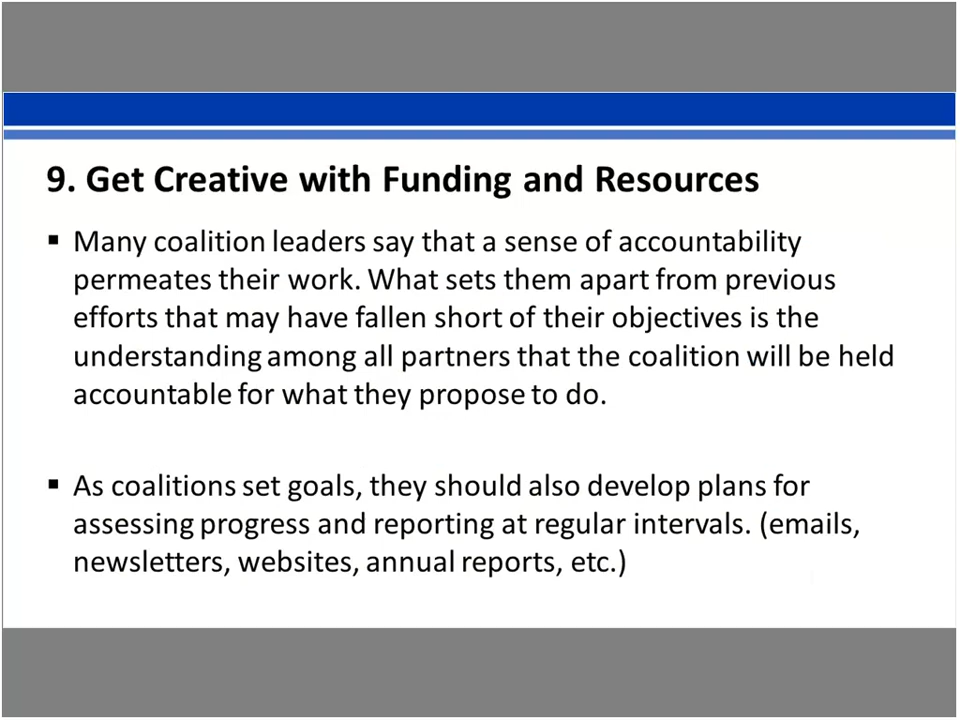 9. Get Creative with Funding and Resources
▪ Many coalition leaders say that a sense of accountability
permeates their work. What sets them apart from previous
efforts that may have fallen short of their objectives is the
understanding among all partners that the coalition will be held
accountable for what they propose to do.
▪ As coalitions set goals, they should also develop plans for
assessing progress and reporting at regular intervals. (emails,
newsletters, websites, annual reports, etc.)